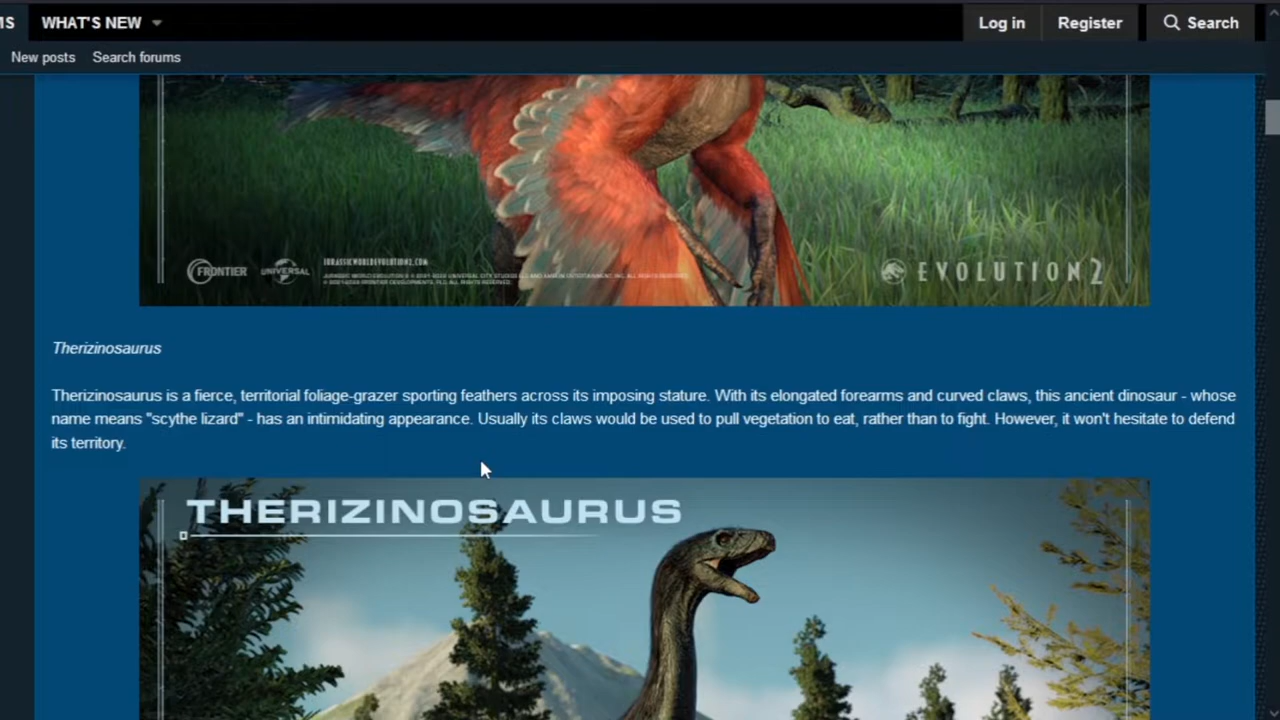 MS WHAT'S NEW Log in Register Search
New posts Search forums
FRONTIER UNIVERSAL JURASSICWORLDEVOLUTION2.COM EVOLUTION 2
Therizinosaurus
Therizinosaurus is a fierce, territorial foliage-grazer sporting feathers across its imposing stature. With its elongated forearms and curved claws, this ancient dinosaur - whose
name means "scythe lizard" - has an intimidating appearance. Usually its claws would be used to pull vegetation to eat, rather than to fight. However, it won't hesitate to defend
its territory.
THERIZINOSAURUS